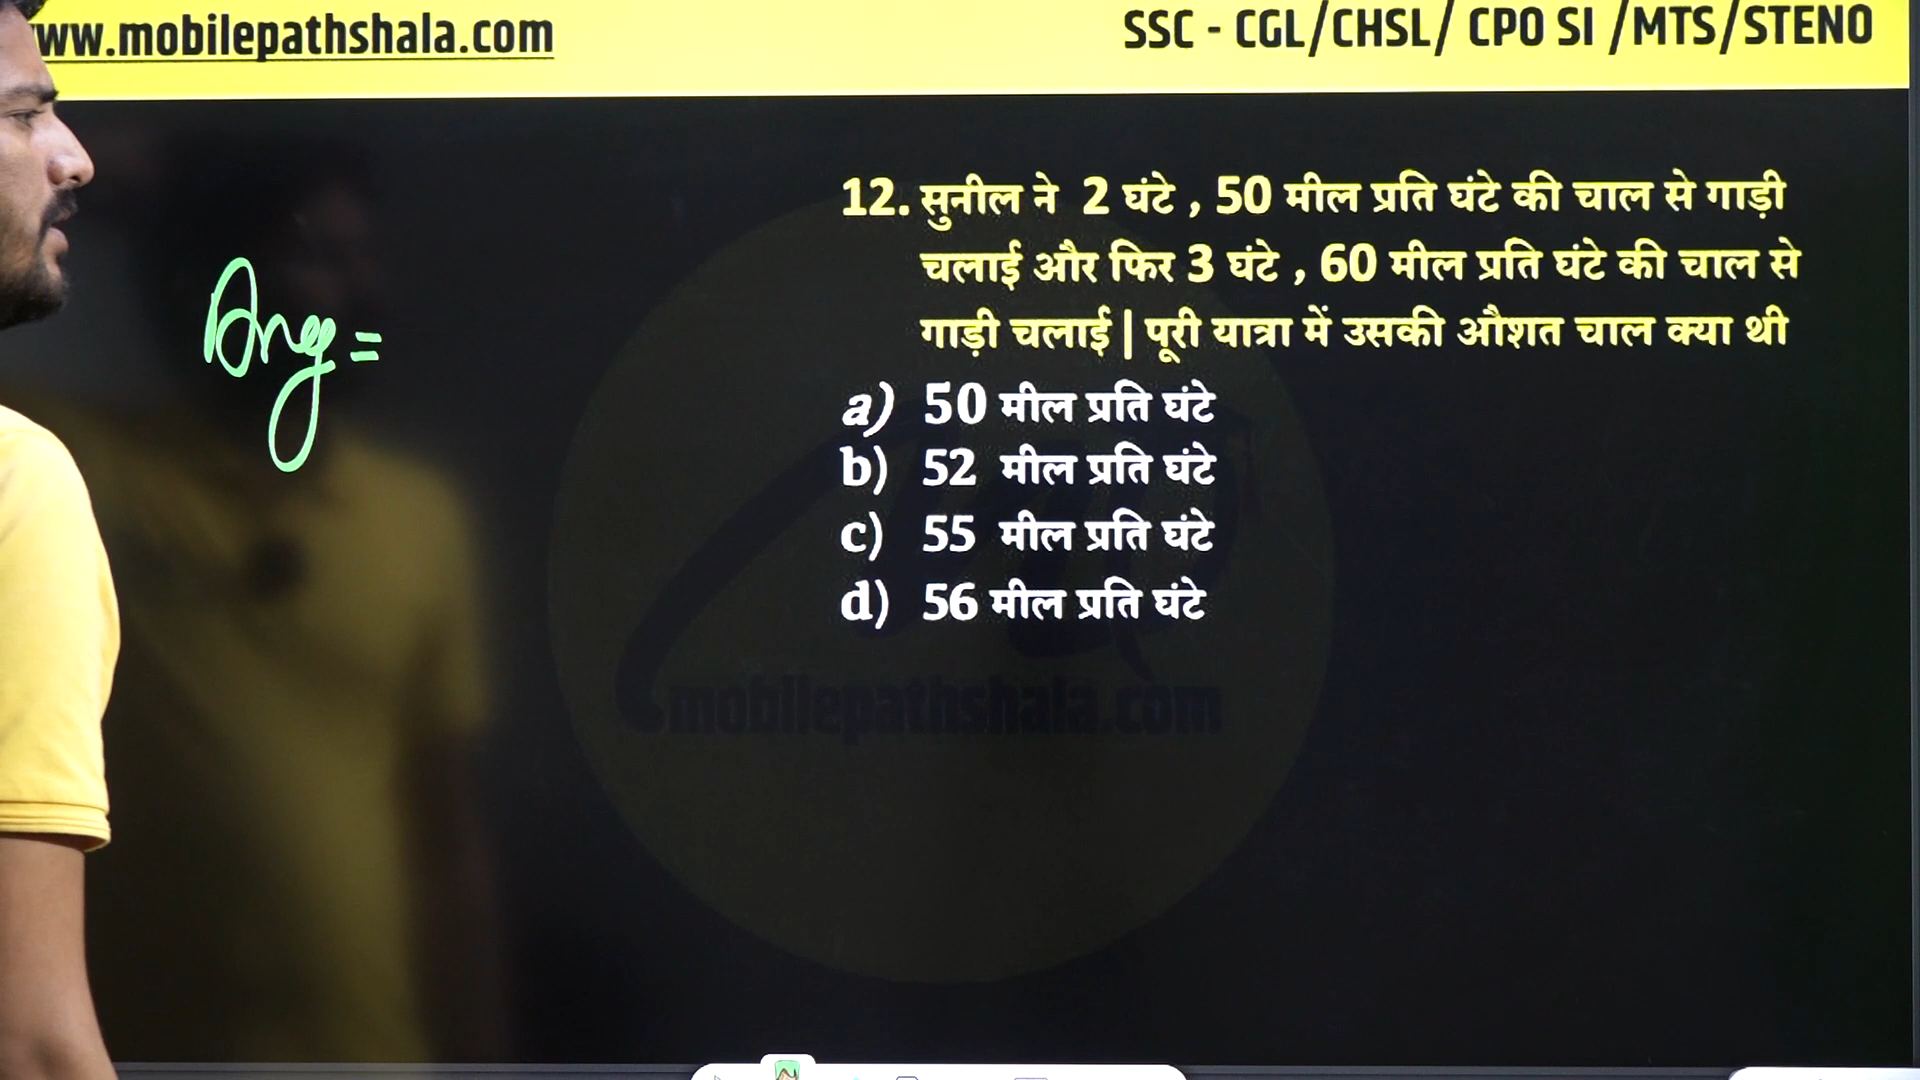 ww.mobilepathshala.com
SSC - CGL/CHSL/ CPO SI /MTS/STENO
12. सुनील ने 2 घंटे , 50 मील प्रति घंटे की चाल से गाड़ी
चलाई और फिर 3 घंटे , 60 मील प्रति घंटे की चाल से
गाड़ी चलाई | पूरी यात्रा में उसकी औशत चाल क्या थी
Avg =
a) 50 मील प्रति घंटे
b) 52 मील प्रति घंटे
c) 55 मील प्रति घंटे
d) 56 मील प्रति घंटे
mobilepathshala.com